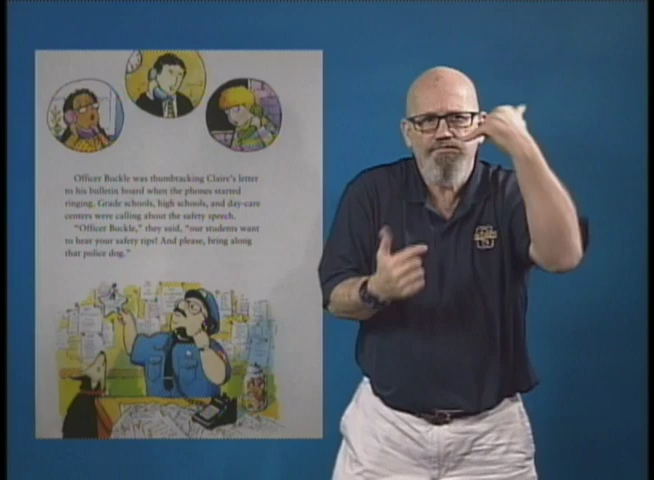 Officer Buckle was thumbtacking Claire's letter
to his bulletin board when the phones started
ringing. Grade schools, high schools, and day-care
centers were calling about the safety speech.
"Officer Buckle," they said, "our students want
to hear your safety tips! And please, bring along
that police dog."